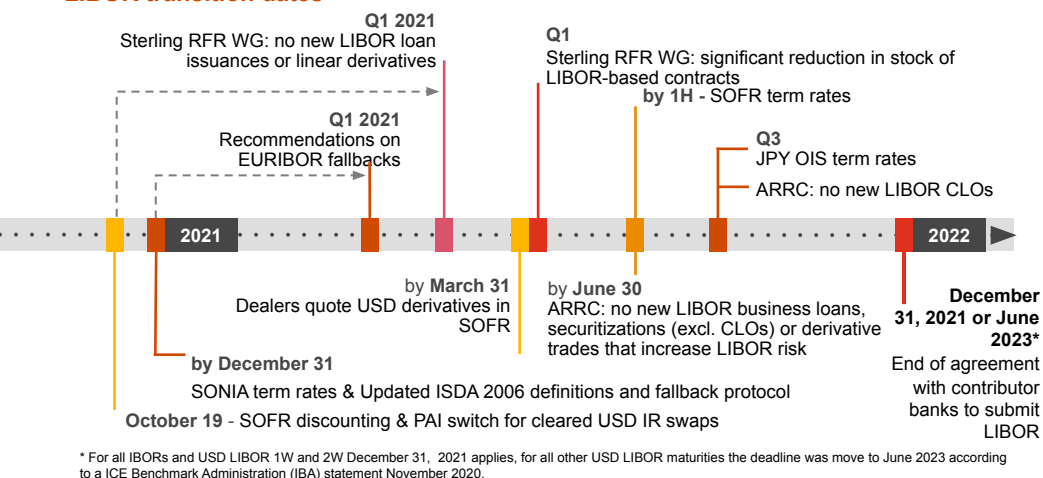 Q1 2021
Sterling RFR WG: no new LIBOR loan
issuances or linear derivatives
Q1
Sterling RFR WG: significant reduction in stock of
LIBOR-based contracts
by 1H - SOFR term rates
Q1 2021
Recommendations on
EURIBOR fallbacks
Q3
JPY OIS term rates
ARRC: no new LIBOR CLOs
2021
2022
by March 31
Dealers quote USD derivatives in
SOFR
by June 30
ARRC: no new LIBOR business loans,
securitizations (excl. CLOs) or derivative
trades that increase LIBOR risk
December
31, 2021 or June
2023*
End of agreement
with contributor
banks to submit
LIBOR
by December 31
SONIA term rates & Updated ISDA 2006 definitions and fallback protocol
October 19 - SOFR discounting & PAI switch for cleared USD IR swaps
* For all IBORs and USD LIBOR 1W and 2W December 31, 2021 applies, for all other USD LIBOR maturities the deadline was move to June 2023 according
to a ICE Benchmark Administration (IBA) statement November 2020.